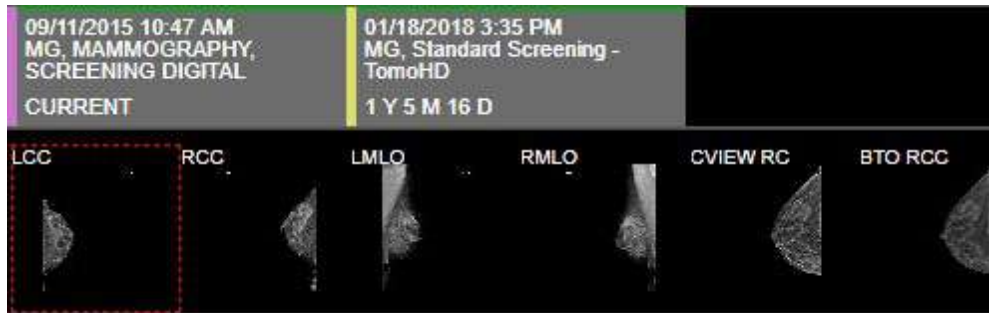 09/11/2015 10:47 AM
MG, MAMMOGRAPHY,
SCREENING DIGITAL
CURRENT
01/18/2018 3:35 PM
MG, Standard Screening -
TomoHD
1 Y 5 M 16 D
LCC
RCC
LMLO
RMLO
CVIEW RC
BTO RCC